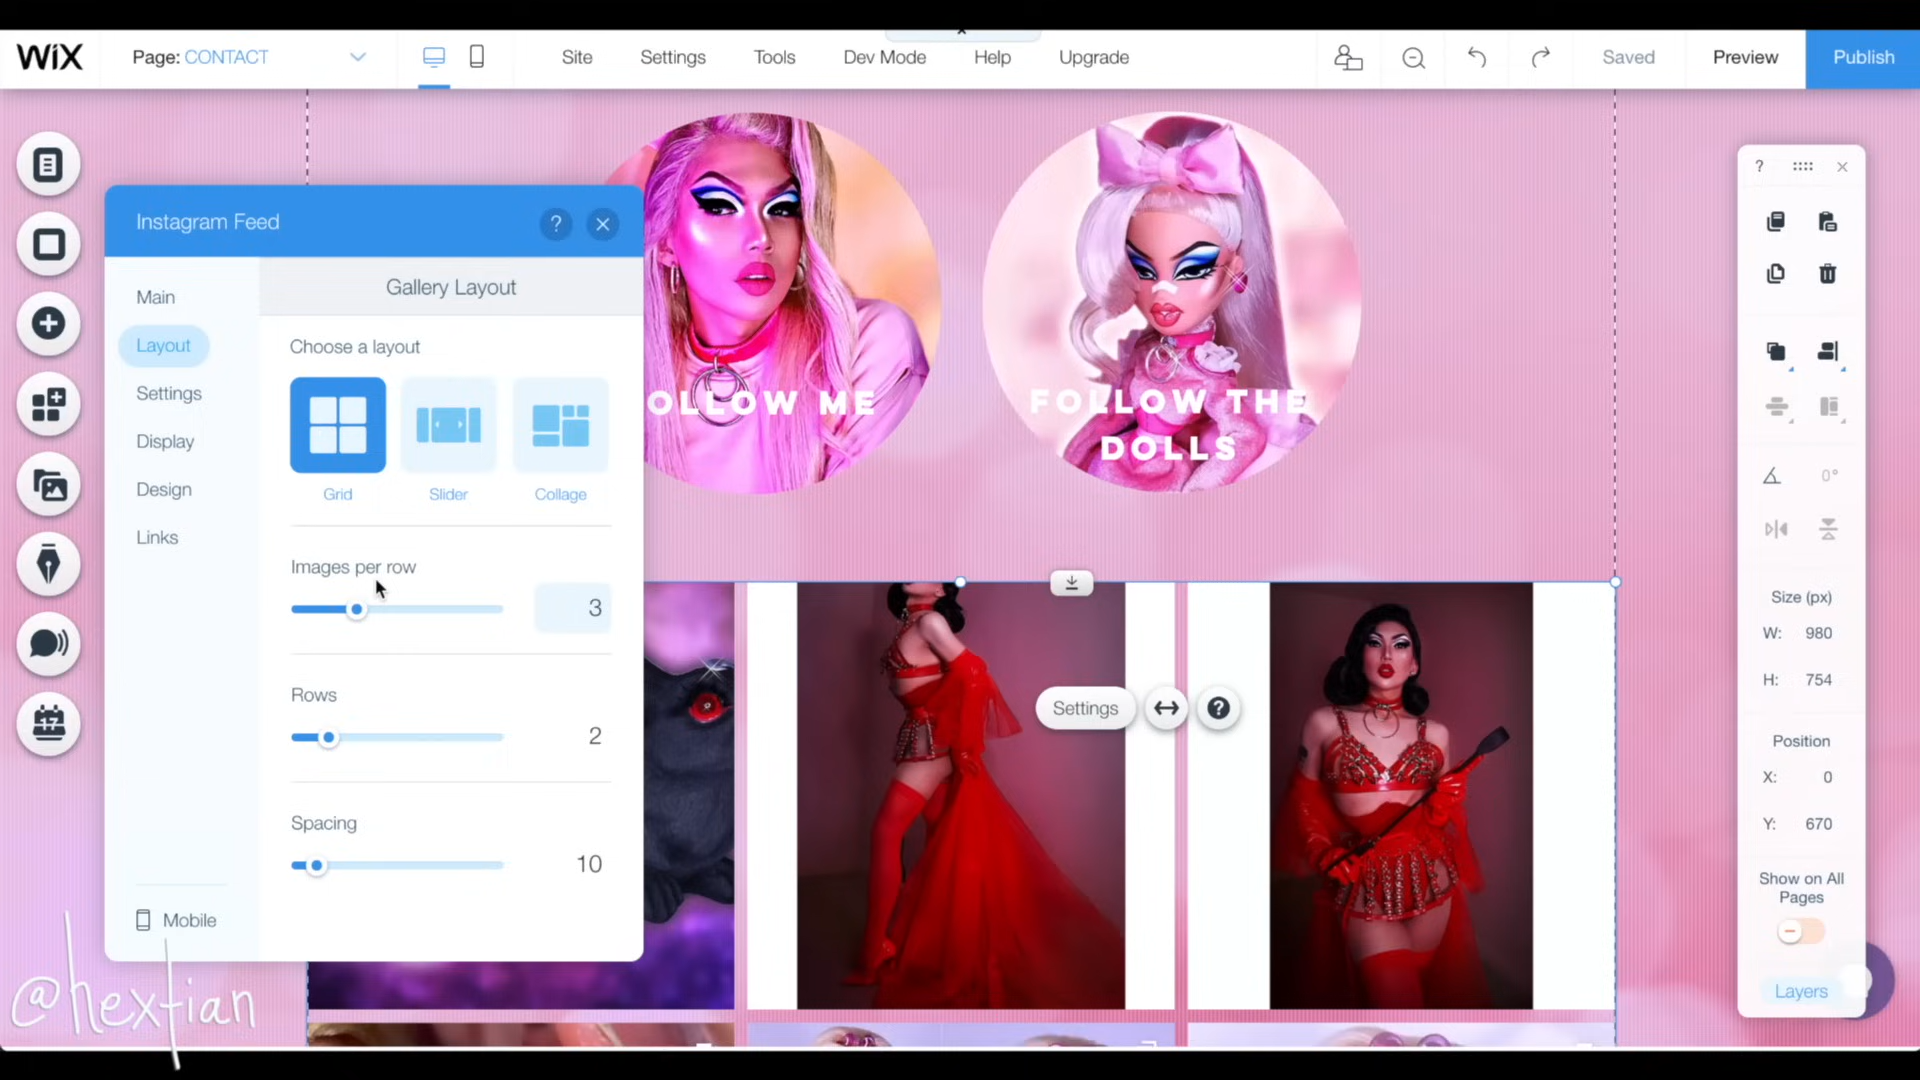 WiX
Page: CONTACT
Site
Settings
Tools
Dev Mode
Help
Upgrade
Saved
Preview
Publish
Instagram Feed
?
Main
Layout
Settings
Display
Design
Links
Mobile
Gallery Layout
Choose a layout
Grid
Slider
Collage
Images per row
3
Rows
2
Spacing
10
OLLOW ME
FOLLOW THE
DOLLS
Settings
?
?
0°
Size (px)
W: 980
H: 754
Position
X: 0
Y: 670
Show on All
Pages
Layers
17
@hextian